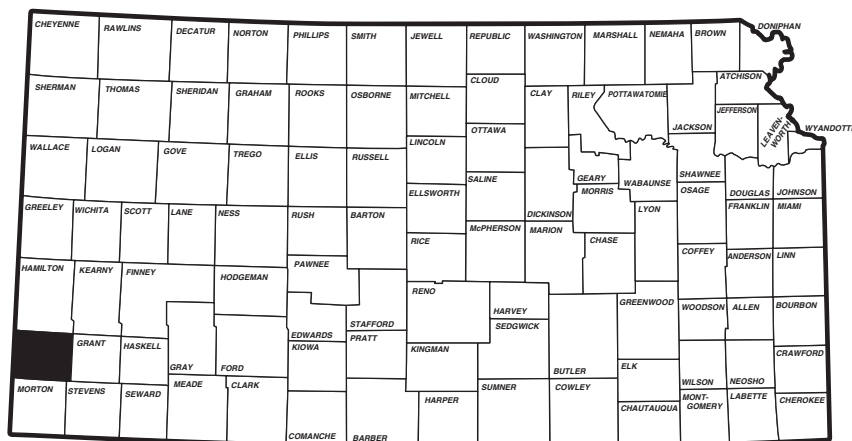 CHEYENNE RAWLINS DECATUR NORTON PHILLIPS SMITH JEWELL REPUBLIC WASHINGTON MARSHALL NEMAHA BROWN DONIPHAN
SHERMAN THOMAS SHERIDAN GRAHAM ROOKS OSBORNE MITCHELL CLOUD CLAY RILEY POTTAWATOMIE ATCHISON
JACKSON JEFFERSON LEAVEN-
WORTH WYANDOTTE
WALLACE LOGAN GOVE TREGO ELLIS RUSSELL LINCOLN OTTAWA
SALINE GEARY WABAUNSE SHAWNEE
ELLSWORTH DICKINSON MORRIS OSAGE DOUGLAS JOHNSON
GREELEY WICHITA SCOTT LANE NESS RUSH BARTON McPHERSON MARION LYON FRANKLIN MIAMI
RICE CHASE COFFEY ANDERSON LINN
HAMILTON KEARNY FINNEY HODGEMAN PAWNEE
RENO HARVEY GREENWOOD WOODSON ALLEN BOURBON
STAFFORD SEDGWICK
EDWARDS
GRANT HASKELL GRAY FORD KIOWA PRATT KINGMAN BUTLER ELK CRAWFORD
WILSON NEOSHO
MORTON STEVENS SEWARD MEADE CLARK SUMNER COWLEY
COMANCHE BARBER HARPER CHAUTAUQUA MONT-
GOMERY LABETTE CHEROKEE